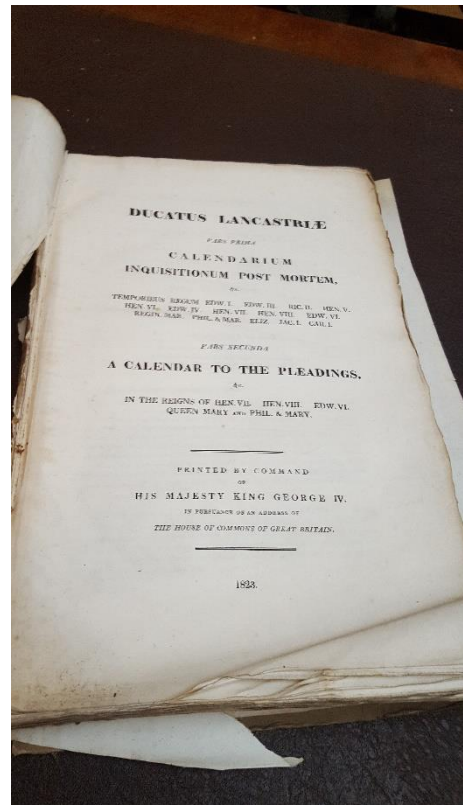 DUCATUS LANCASTRIÆ
PARS PRIMA
CALENDARIUM
INQUISITIONUM POST MORTEM,
&c.
TEMPORIBUS REGUM EDW. I. EDW. III. RIC. II. HEN. V.
HEN. VI. EDW. IV. HEN. VII. HEN. VIII. EDW. VI.
REGIN. MAR. PHIL. & MAR. ELIZ. JAC. I. CAR. I.
PARS SECUNDA
A CALENDAR TO THE PLEADINGS,
&c.
IN THE REIGNS OF HEN. VII. HEN. VIII. EDW. VI.
QUEEN MARY AND PHIL. & MARY.
PRINTED BY COMMAND
OF
HIS MAJESTY KING GEORGE IV.
IN PURSUANCE OF AN ADDRESS OF
THE HOUSE OF COMMONS OF GREAT BRITAIN.
1823.